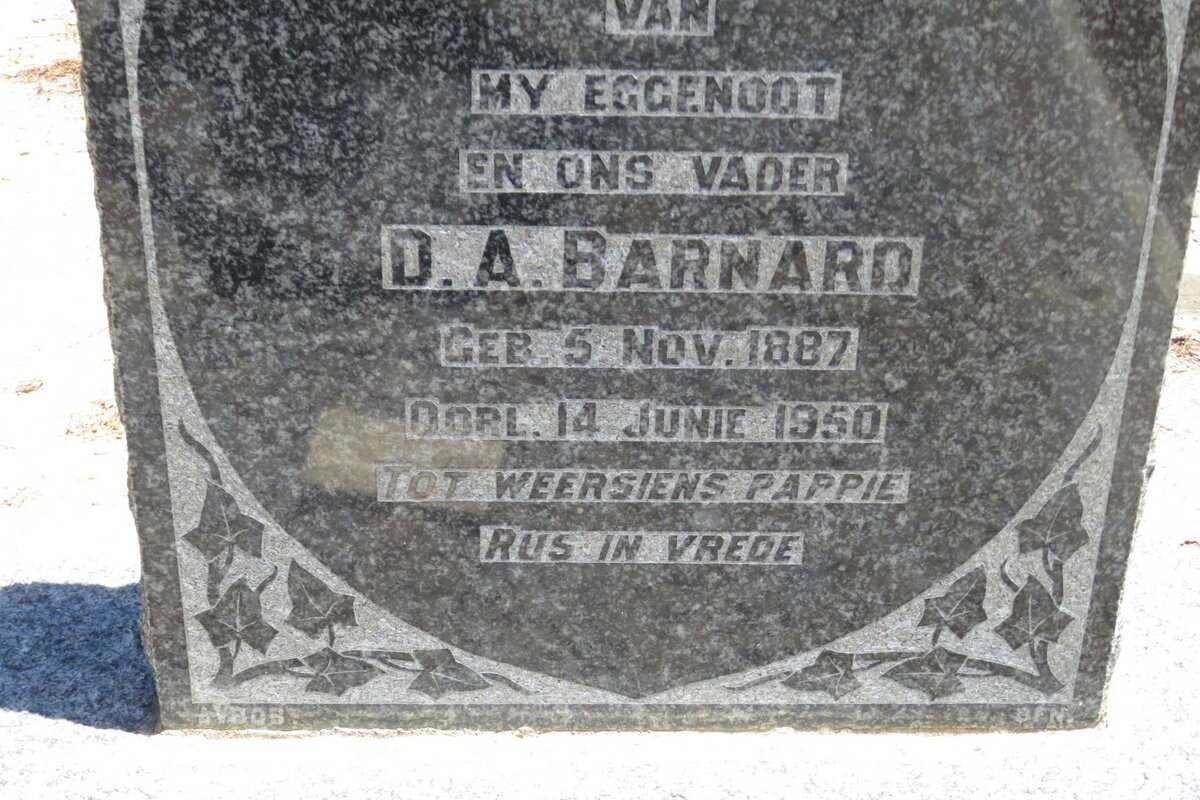 VAN
MY EGGENOOT
EN ONS VADER
D. A. BARNARD
GEB. 5 NOV. 1887
OORL. 14 JUNIE 1950
TOT WEERSIENS PAPPIE
RUS IN VREDE
BFN.